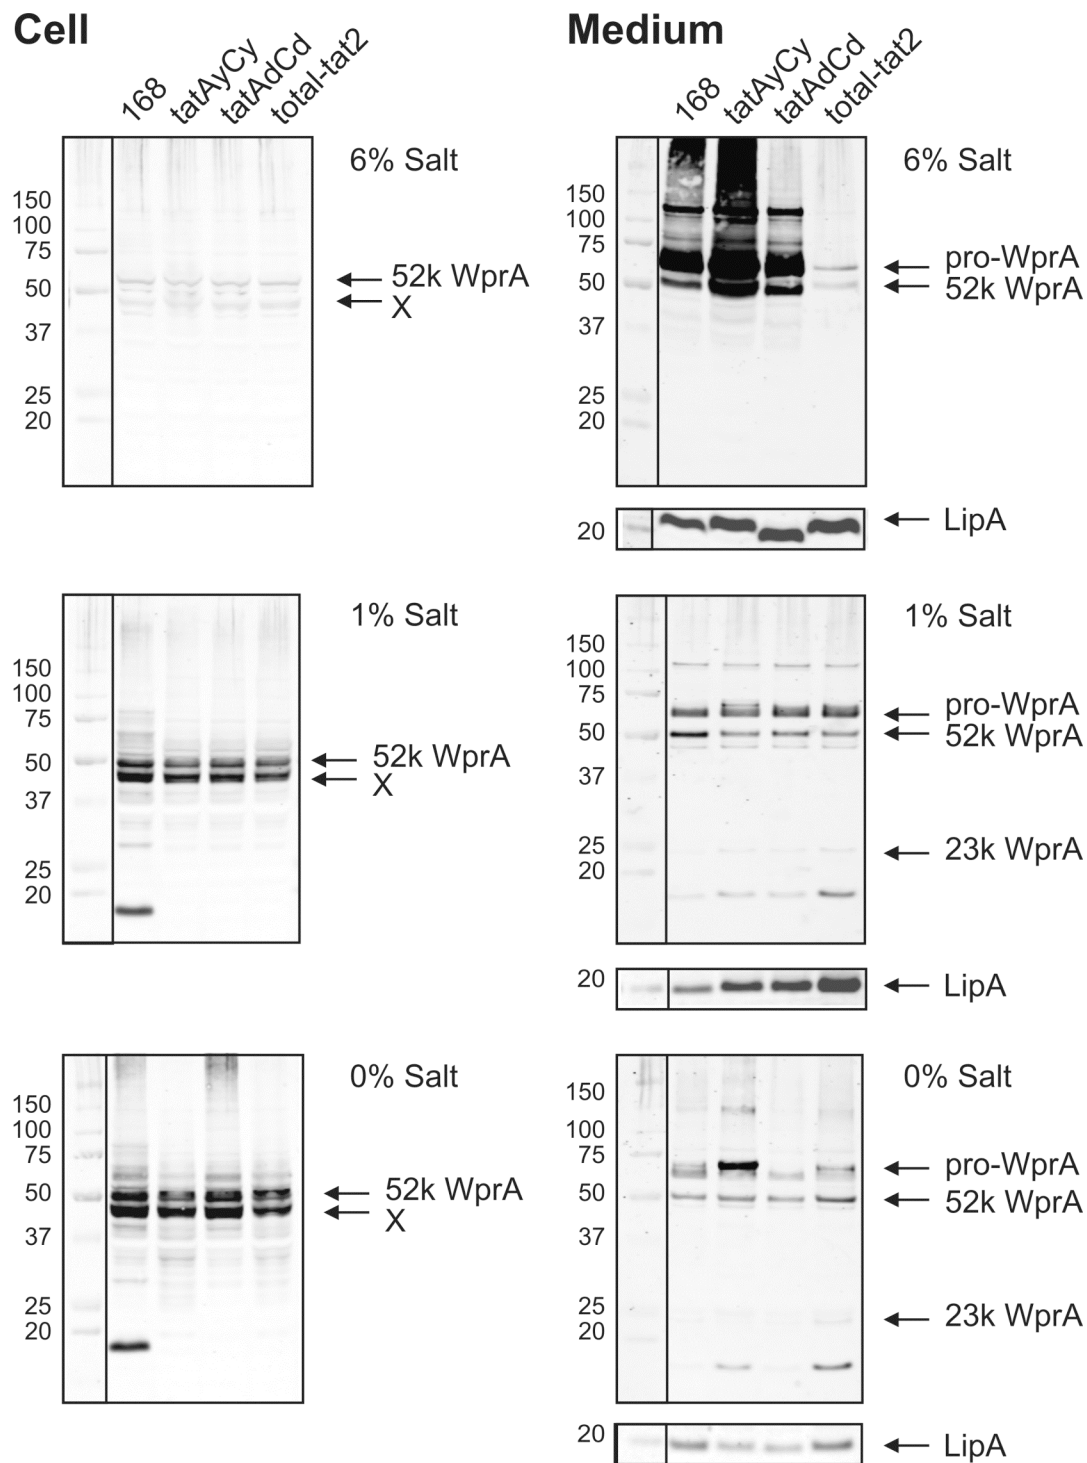 Cell
168
tatAyCy
tatAdCd
total-tat2
6% Salt
150
100
75
50
37
25
20
52k WprA
X
1% Salt
150
100
75
50
37
25
20
52k WprA
X
0% Salt
150
100
75
50
37
25
20
52k WprA
X
Medium
168
tatAyCy
tatAdCd
total-tat2
6% Salt
150
100
75
50
37
25
20
pro-WprA
52k WprA
20
LipA
1% Salt
150
100
75
50
37
25
20
pro-WprA
52k WprA
23k WprA
20
LipA
0% Salt
150
100
75
50
37
25
20
pro-WprA
52k WprA
23k WprA
20
LipA